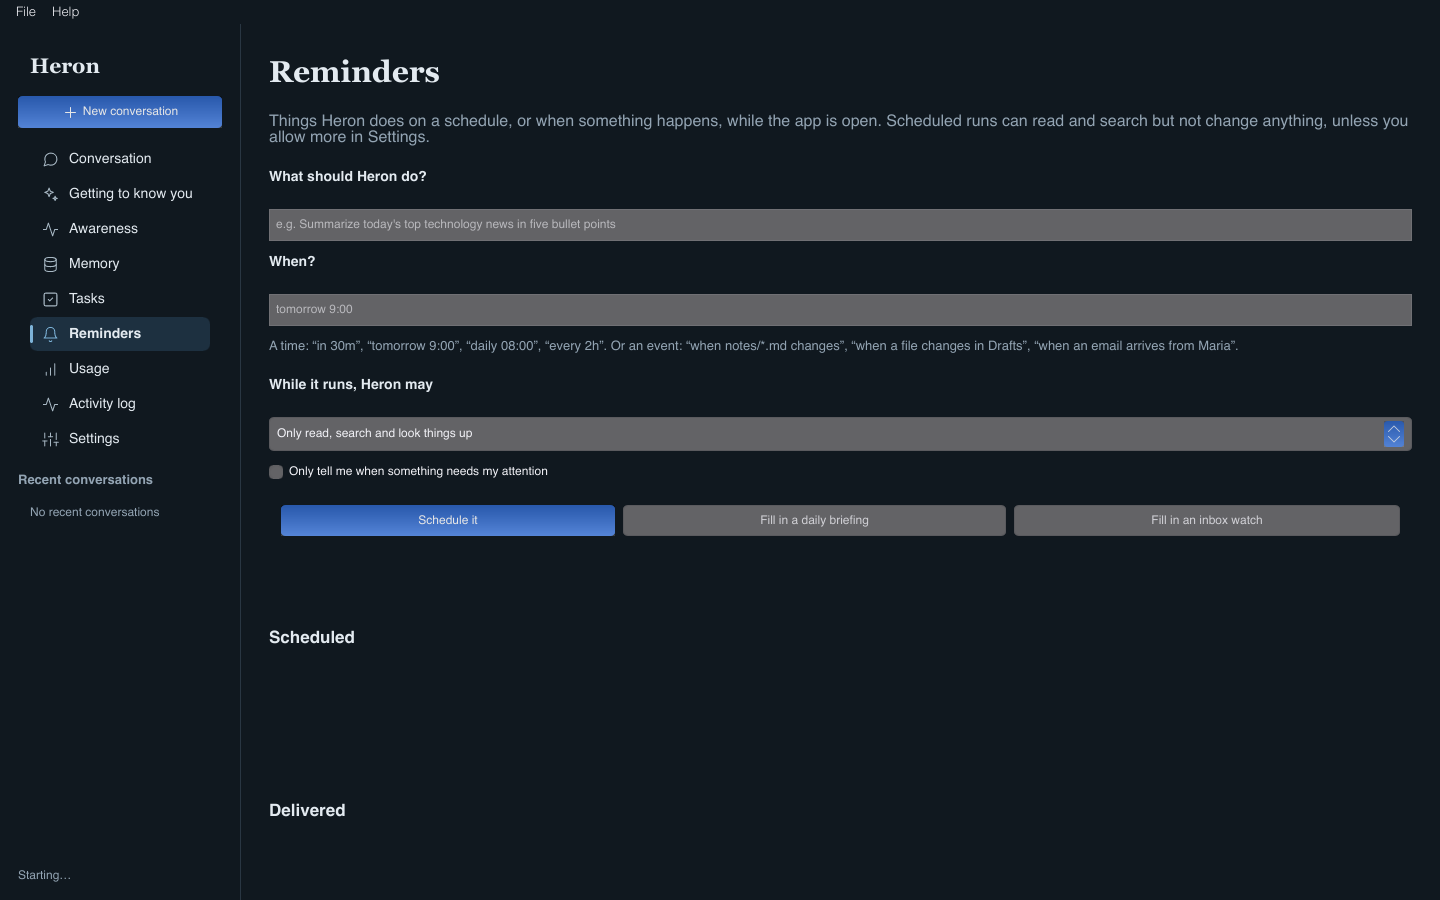 File Help
Heron
New conversation
Conversation
Getting to know you
Awareness
Memory
Tasks
Reminders
Usage
Activity log
Settings
Recent conversations
No recent conversations
Starting…
Reminders
Things Heron does on a schedule, or when something happens, while the app is open. Scheduled runs can read and search but not change anything, unless you
allow more in Settings.
What should Heron do?
e.g. Summarize today's top technology news in five bullet points
When?
tomorrow 9:00
A time: “in 30m”, “tomorrow 9:00”, “daily 08:00”, “every 2h”. Or an event: “when notes/*.md changes”, “when a file changes in Drafts”, “when an email arrives from Maria”.
While it runs, Heron may
Only read, search and look things up
Only tell me when something needs my attention
Schedule it
Fill in a daily briefing
Fill in an inbox watch
Scheduled
Delivered